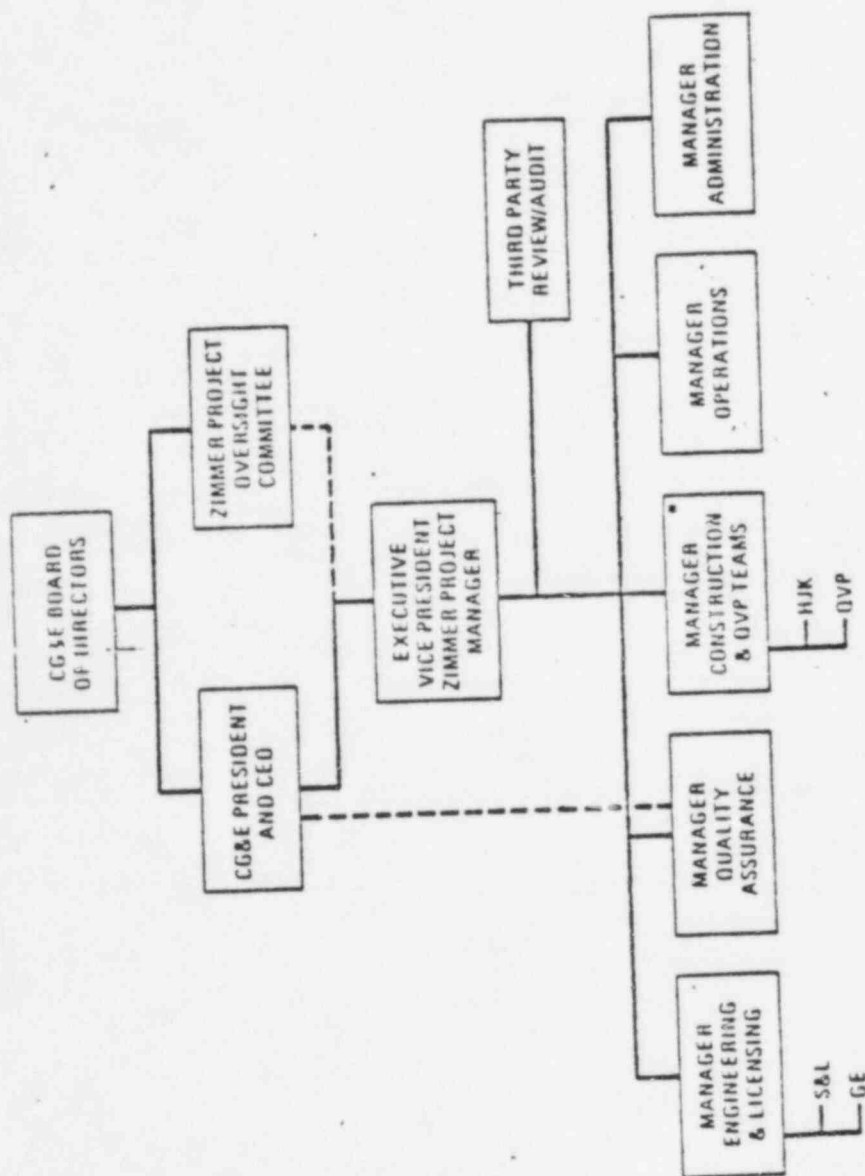 CG&E BOARD
OF DIRECTORS
CG&E PRESIDENT
AND CEO
ZIMMER PROJECT
OVERSIGHT
COMMITTEE
EXECUTIVE
VICE PRESIDENT
ZIMMER PROJECT
MANAGER
THIRD PARTY
REVIEW/AUDIT
MANAGER
ENGINEERING
& LICENSING
S&L
GE
MANAGER
QUALITY
ASSURANCE
MANAGER *
CONSTRUCTION
& QVP TEAMS
HJK
QVP
MANAGER
OPERATIONS
MANAGER
ADMINISTRATION